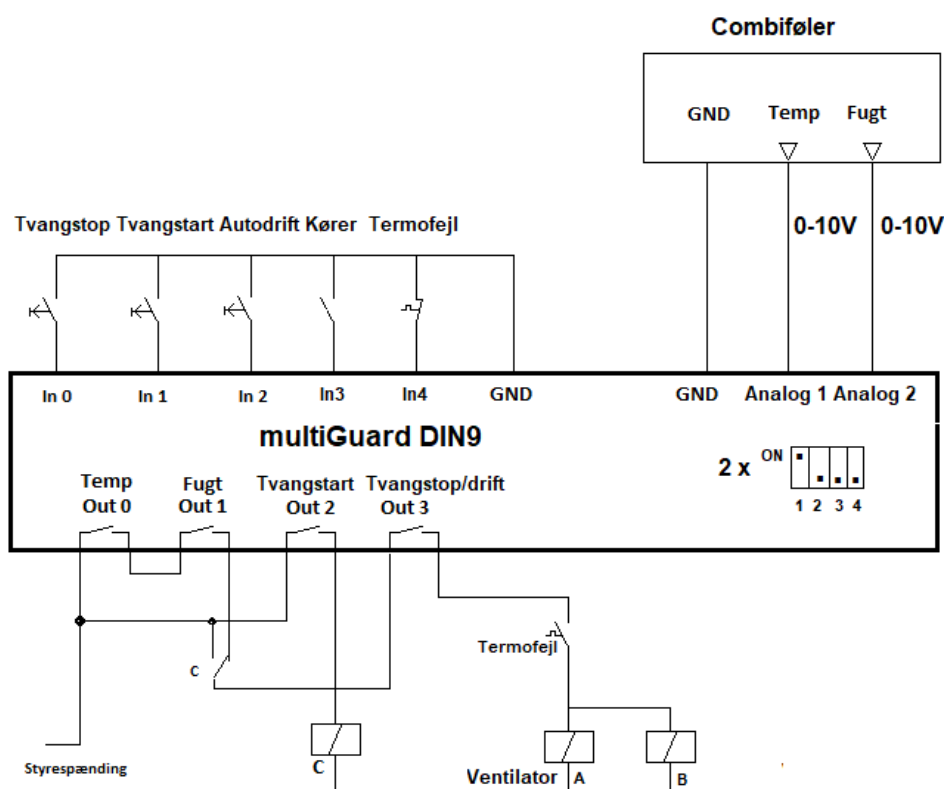 Combiføler
GND Temp Fugt
0-10V 0-10V
Tvangstop Tvangstart Autodrift Kører Termofejl
In 0 In 1 In 2 In3 In4 GND GND Analog 1 Analog 2
multiGuard DIN9
2 x ON
1 2 3 4
Temp Fugt Tvangstart Tvangstop/drift
Out 0 Out 1 Out 2 Out 3
Termofejl
C
Styrespænding
C
Ventilator A B